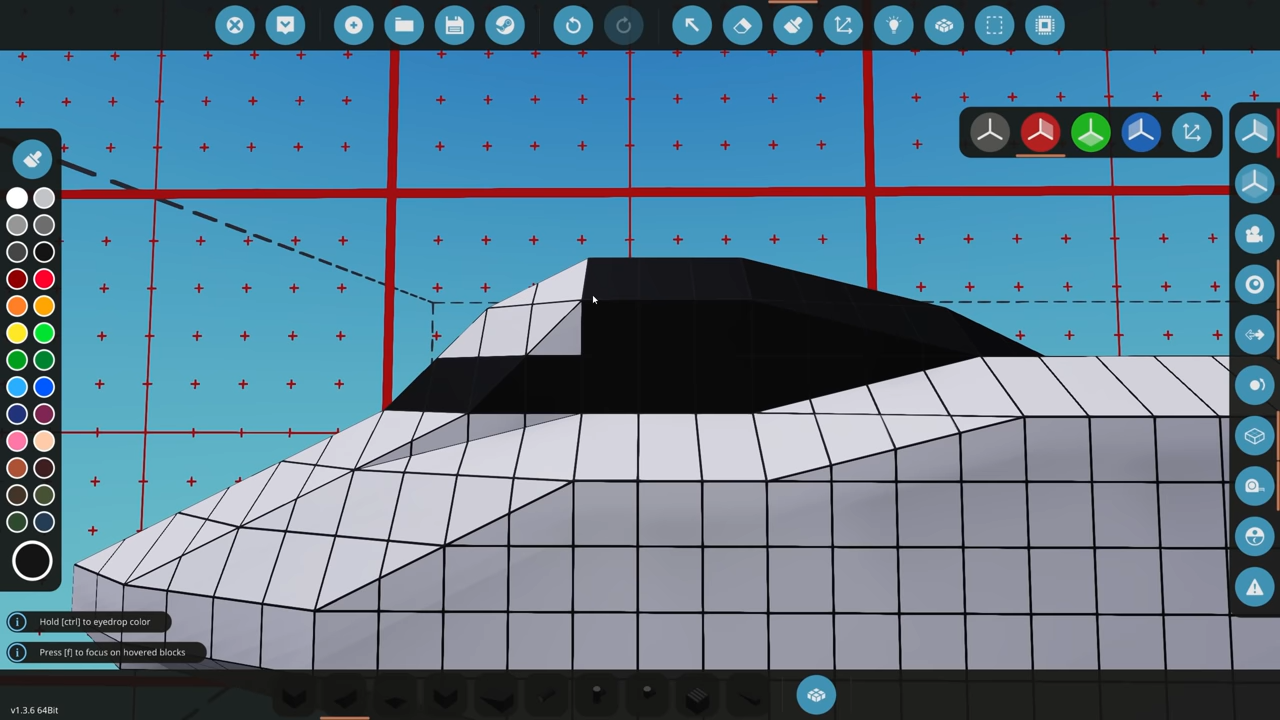 Hold [ctrl] to eyedrop color
Press [f] to focus on hovered blocks
v1.3.6 64Bit